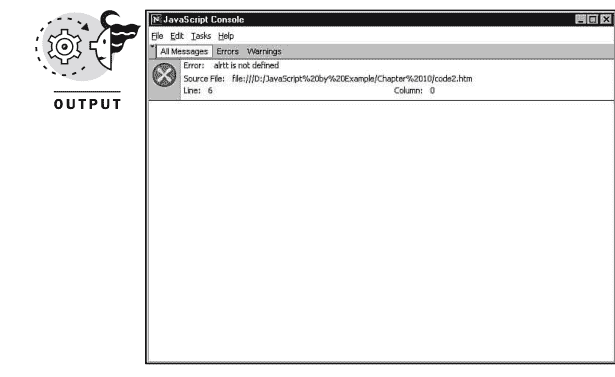 JavaScript Console
File Edit Tasks Help
All Messages Errors Warnings
Error: alrtt is not defined
Source File: file:///D:/JavaScript%20by%20Example/Chapter%2010/code2.htm
Line: 6 Column: 0
OUTPUT